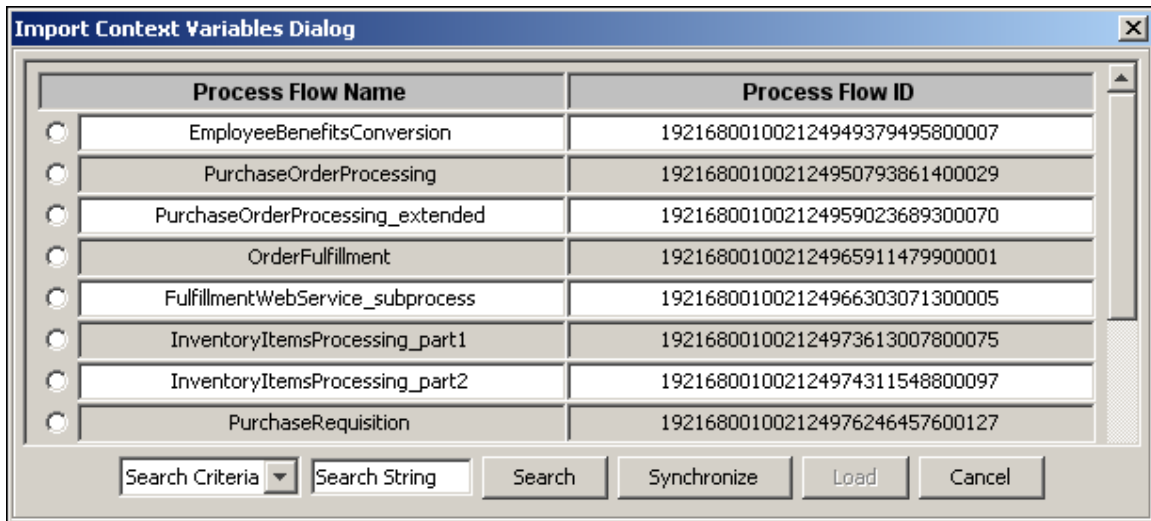 Import Context Variables Dialog
Process Flow Name Process Flow ID
EmployeeBenefitsConversion 192168001002124949379495800007
PurchaseOrderProcessing 192168001002124950793861400029
PurchaseOrderProcessing_extended 192168001002124959023689300070
OrderFulfillment 192168001002124965911479900001
FulfillmentWebService_subprocess 192168001002124966303071300005
InventoryItemsProcessing_part1 192168001002124973613007800075
InventoryItemsProcessing_part2 192168001002124974311548800097
PurchaseRequisition 192168001002124976246457600127
Search Criteria Search String Search Synchronize Load Cancel